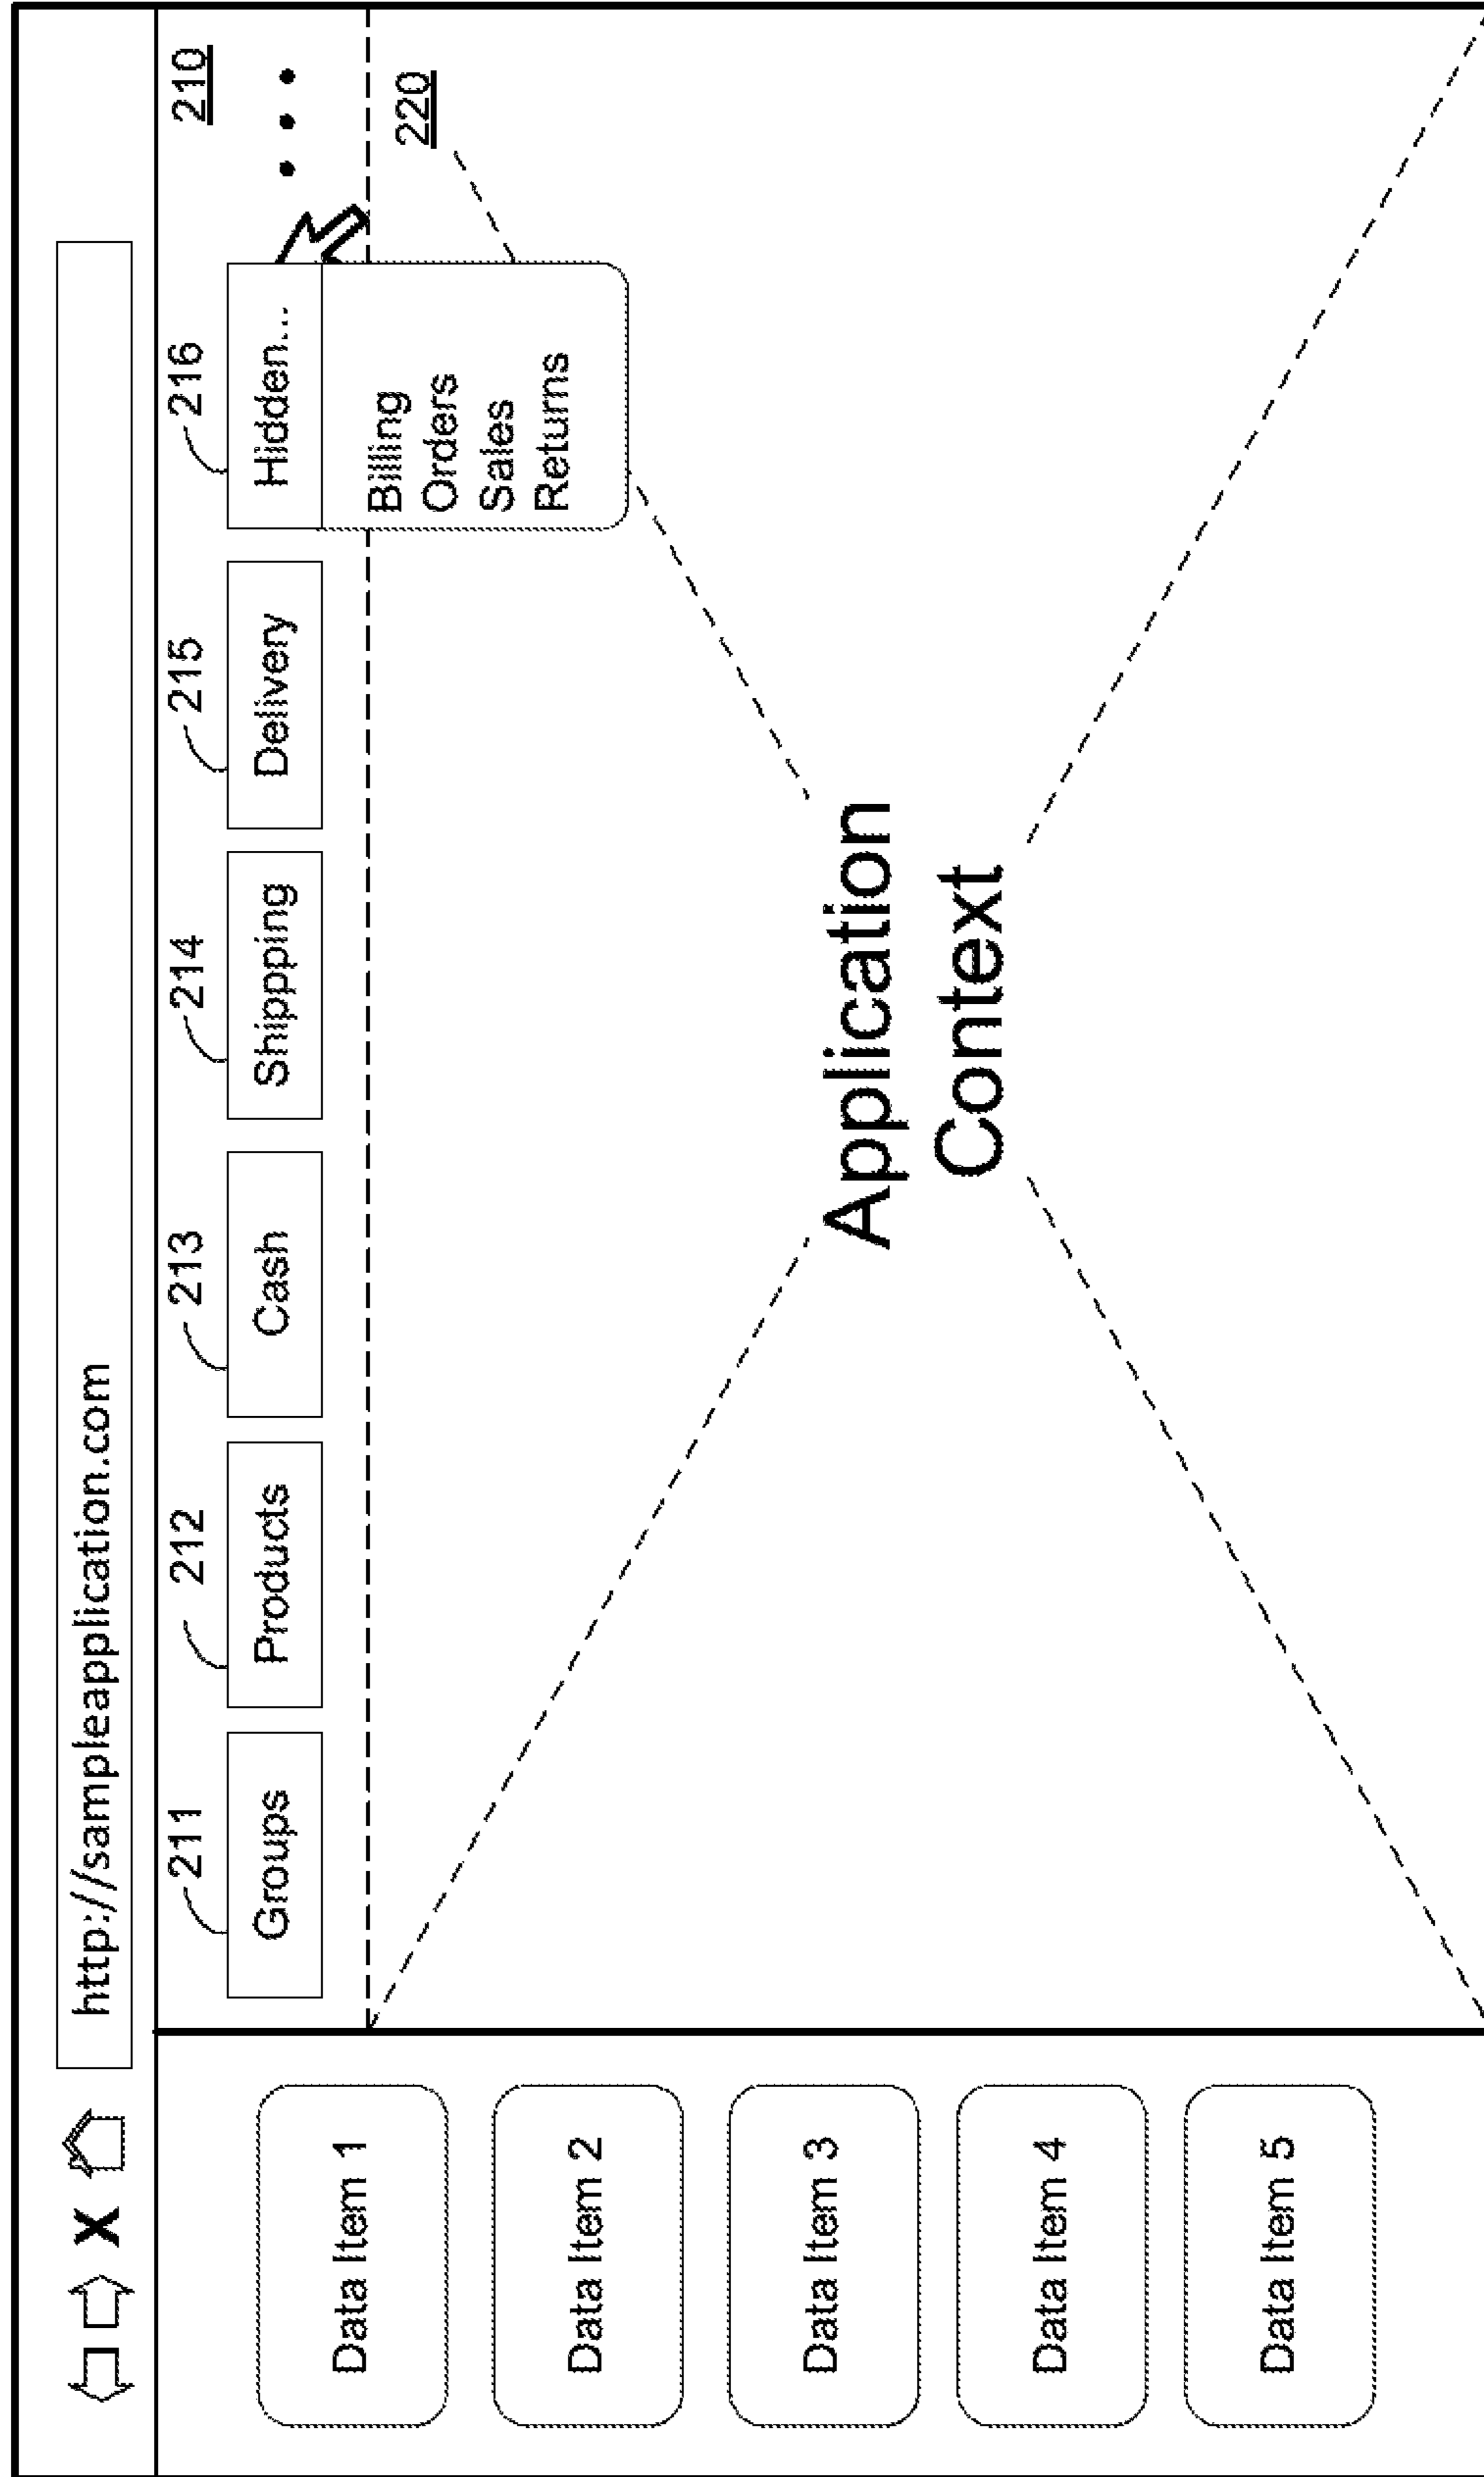 X http://sampleapplication.com
210
211 212 213 214 215 216
Groups Products Cash Shipping Delivery Hidden... • • •
220
Billing
Orders
Sales
Returns
Application
Context
Data Item 1
Data Item 2
Data Item 3
Data Item 4
Data Item 5